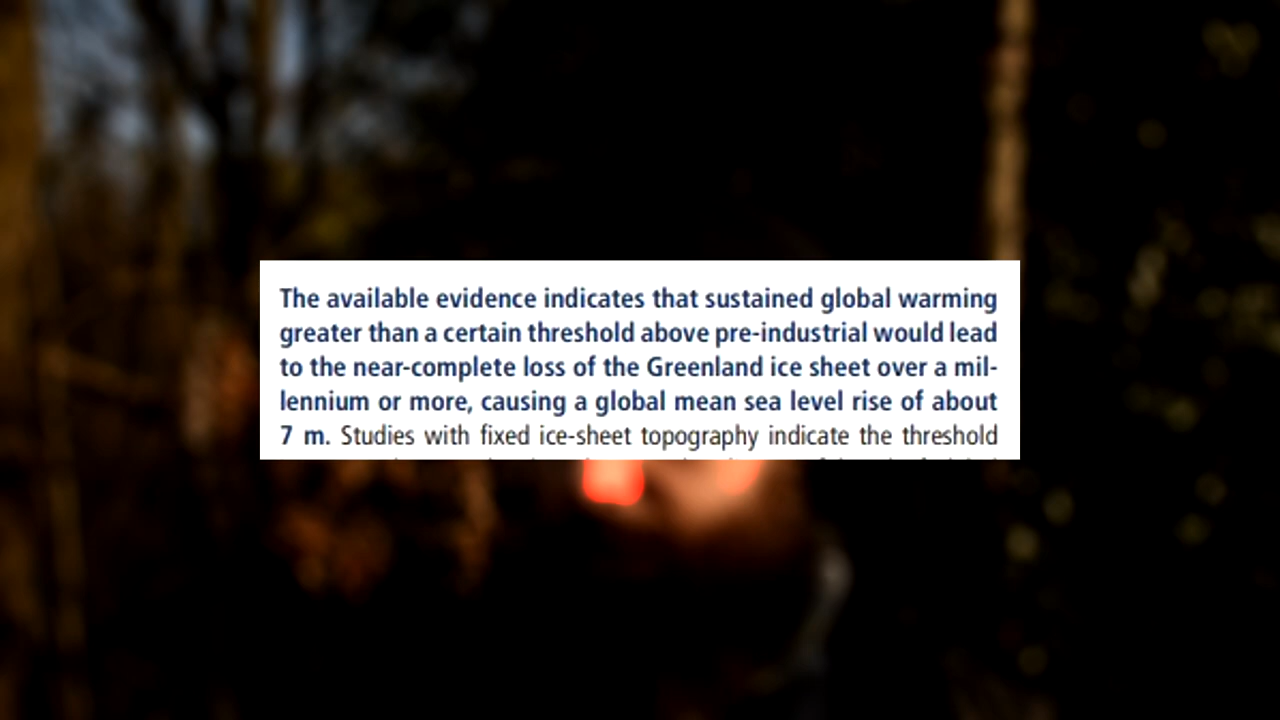 The available evidence indicates that sustained global warming
greater than a certain threshold above pre-industrial would lead
to the near-complete loss of the Greenland ice sheet over a mil-
lennium or more, causing a global mean sea level rise of about
7 m. Studies with fixed ice-sheet topography indicate the threshold